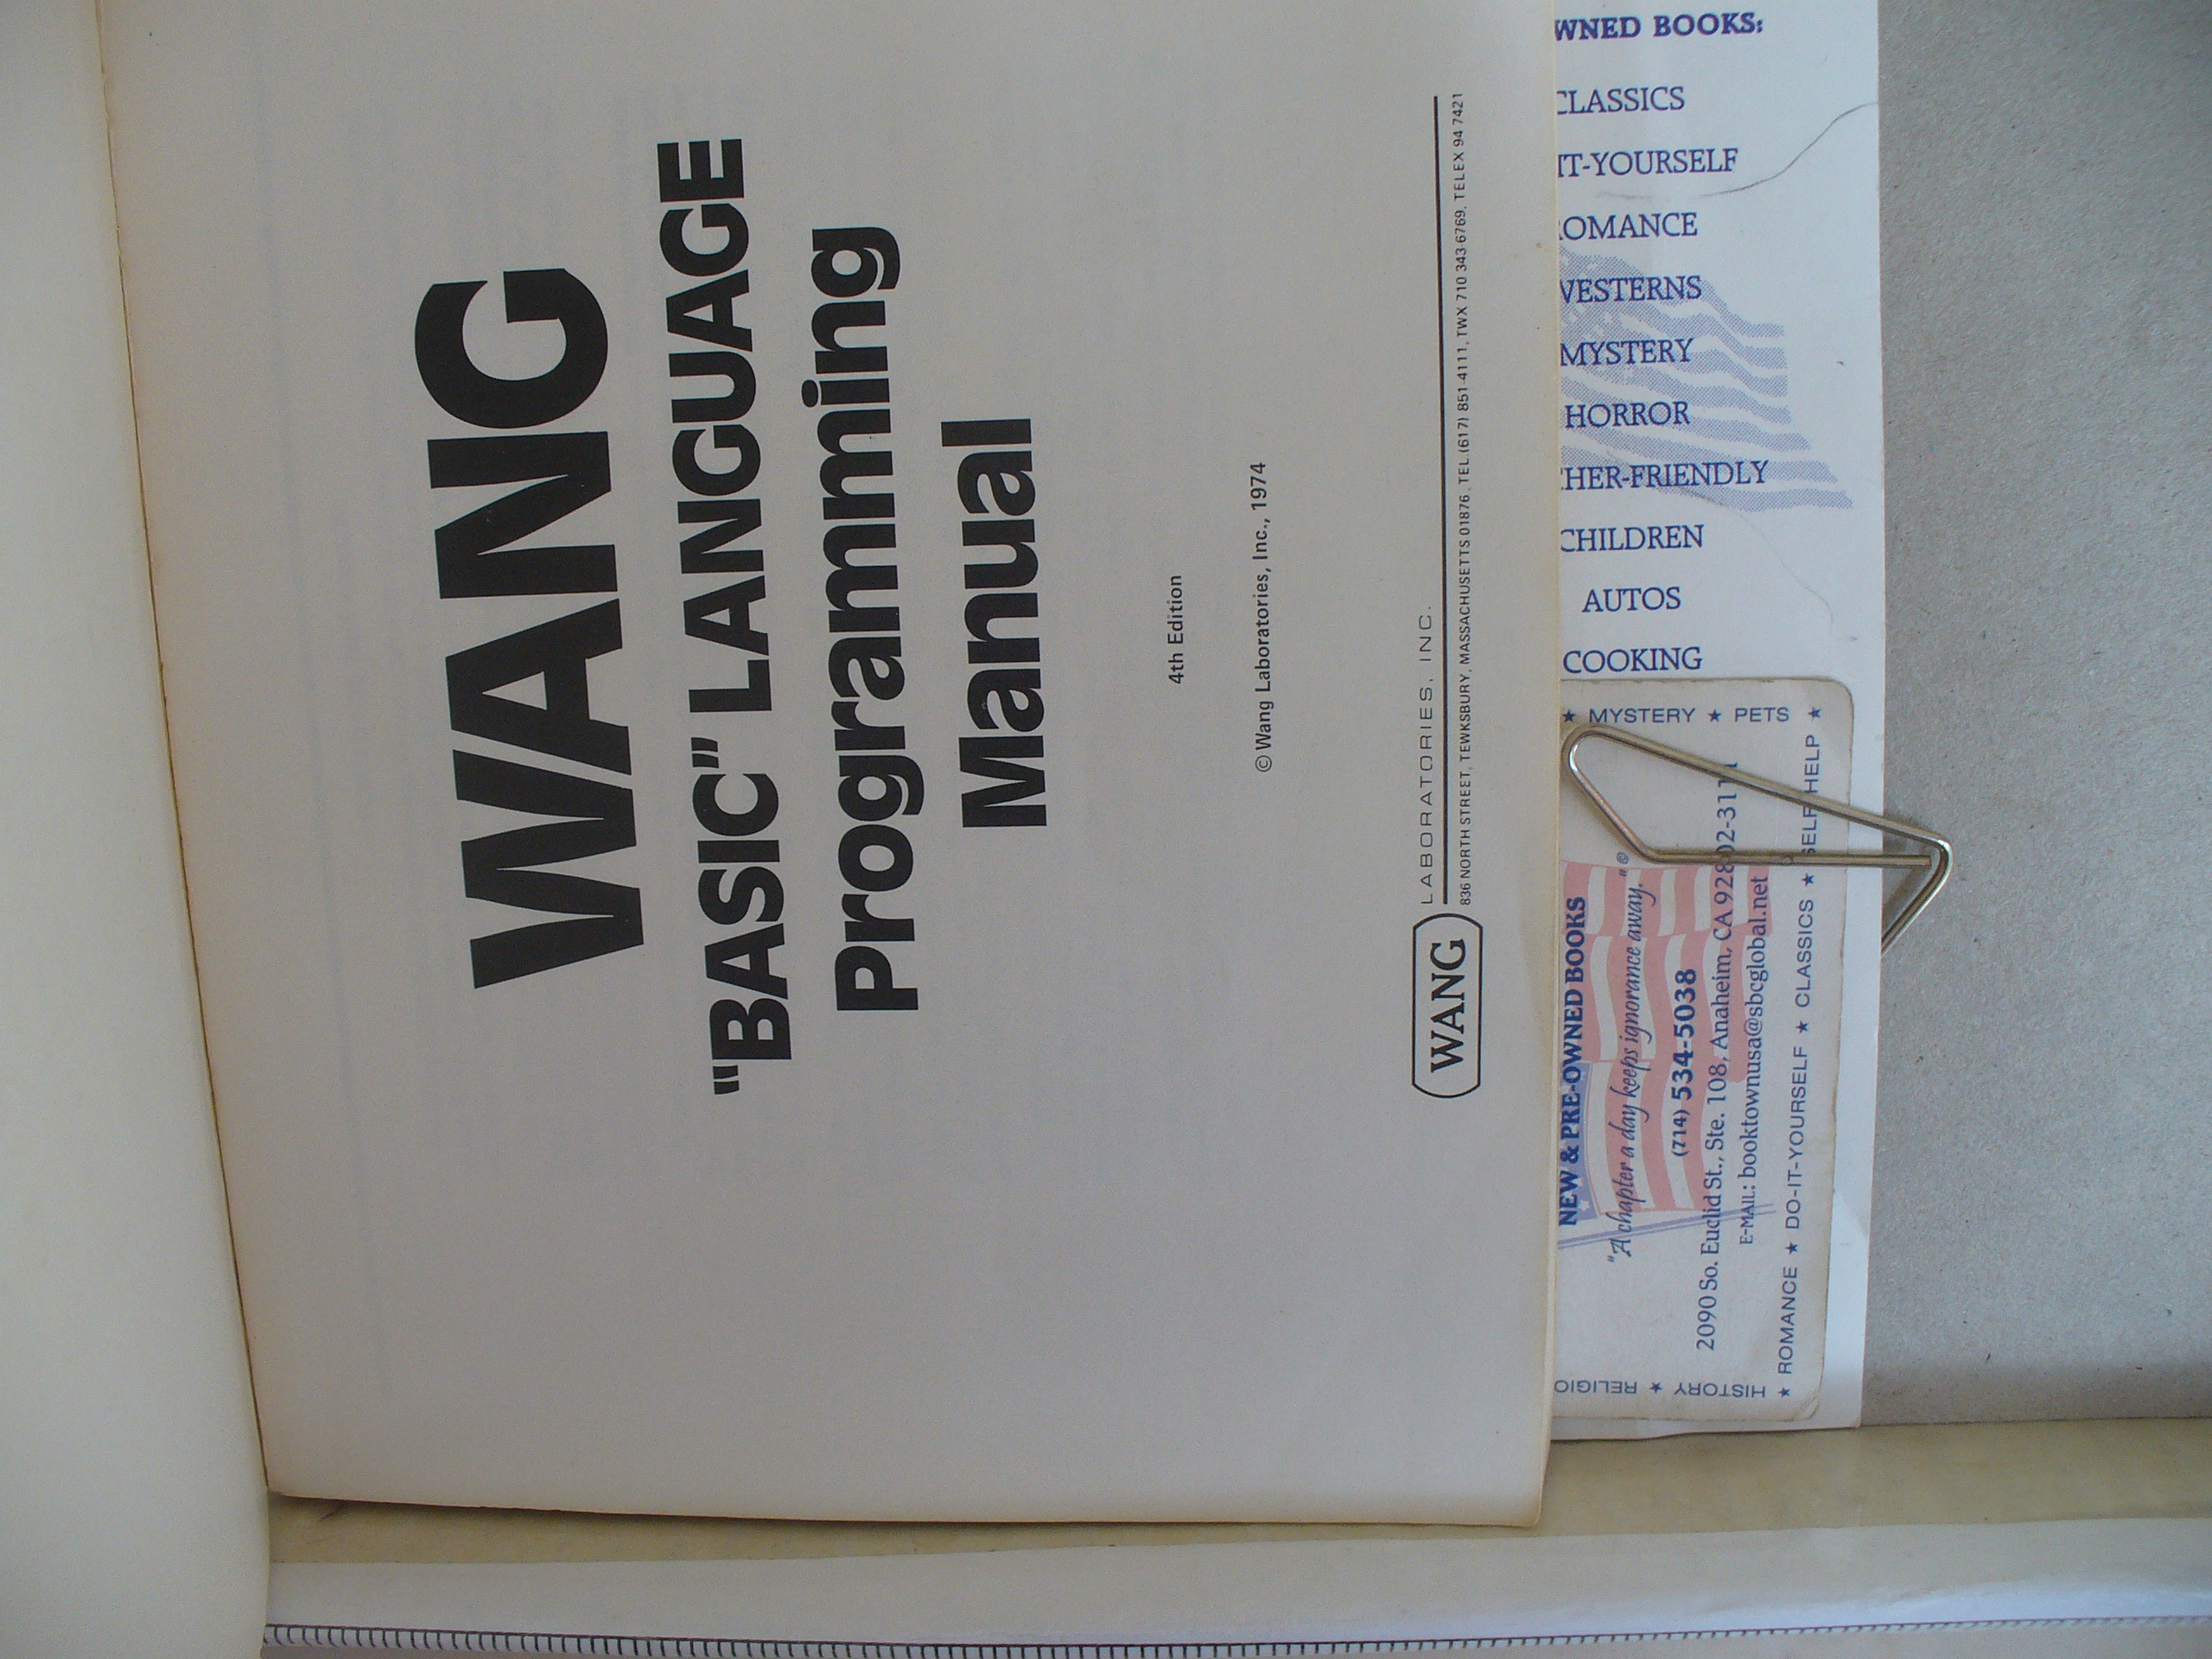 WANG
"BASIC" LANGUAGE
Programming
Manual
4th Edition
© Wang Laboratories, Inc., 1974
WANG
LABORATORIES, INC.
836 NORTH STREET, TEWKSBURY, MASSACHUSETTS 01876, TEL.(617) 851-4111, TWX 710 343-6769, TELEX 94 7421
WNED BOOKS:
CLASSICS
IT-YOURSELF
ROMANCE
WESTERNS
MYSTERY
HORROR
CHER-FRIENDLY
CHILDREN
AUTOS
COOKING
★ MYSTERY ★ PETS ★
NEW & PRE-OWNED BOOKS
"A chapter a day keeps ignorance away."©
(714) 534-5038
2090 So. Euclid St., Ste. 108, Anaheim, CA
E-MAIL: booktownusa@sbcglobal.net
★ ROMANCE ★ DO-IT-YOURSELF ★ CLASSICS ★ SELF HELP ★
HISTORY ★ RELIGIO